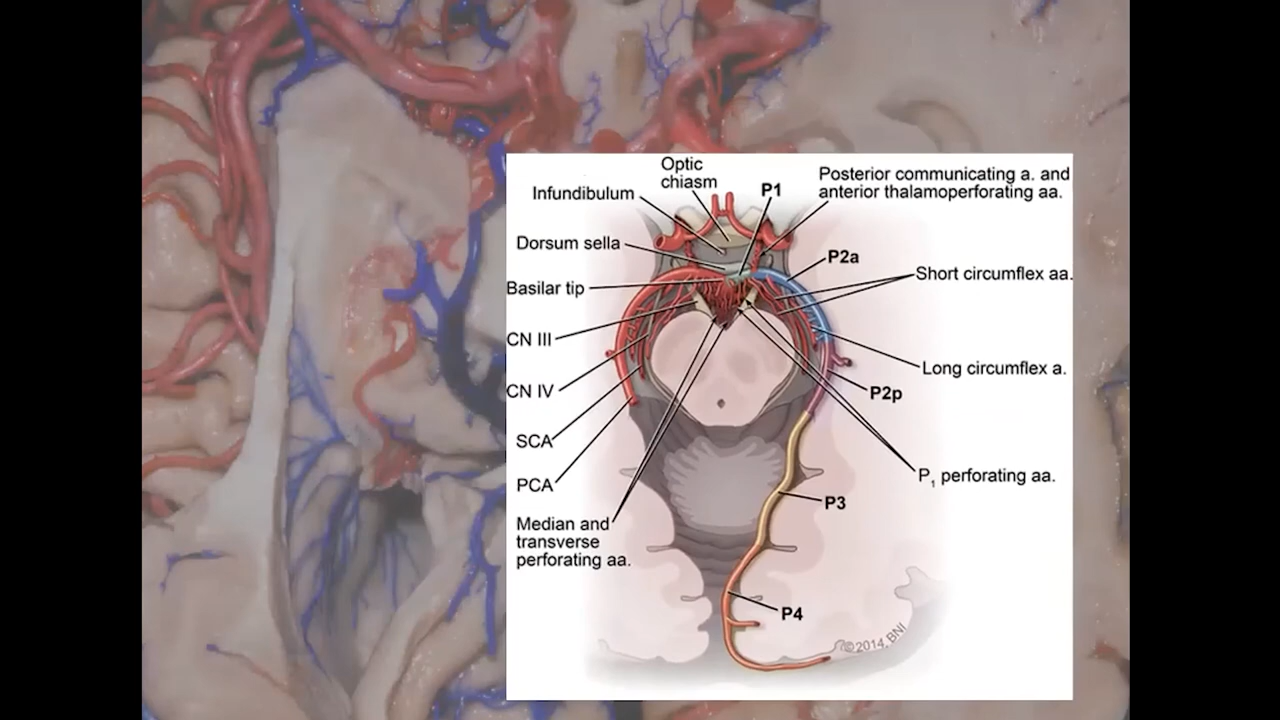 Optic
chiasm
Infundibulum
P1
Posterior communicating a. and
anterior thalamoperforating aa.
Dorsum sella
P2a
Short circumflex aa.
Basilar tip
CN III
Long circumflex a.
CN IV
P2p
SCA
P₁ perforating aa.
PCA
P3
Median and
transverse
perforating aa.
P4
©2014, BNI